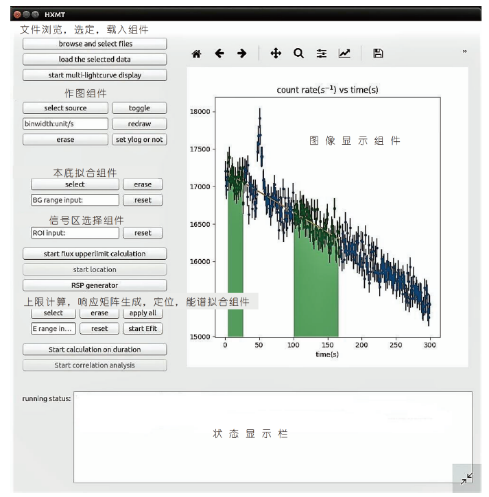 HXMT
文件浏览，选定，载入组件
browse and select files
load the selected data
start multi-lightcurve display
作图组件
select source
toggle
binwidth:unit/s
redraw
erase
set ylog or not
本底拟合组件
select
erase
BG range input:
reset
信号区选择组件
ROI input:
reset
start flux upperlimit calculation
start location
RSP generator
上限计算，响应矩阵生成，定位，能谱拟合组件
select
erase
apply all
E range in...
reset
start Efit
Start calculation on duration
Start correlation analysis
»
count rate(s⁻¹) vs time(s)
图像显示组件
18000
17500
17000
16500
16000
15000
0
50
100
150
200
250
300
time(s)
running status:
状态显示栏